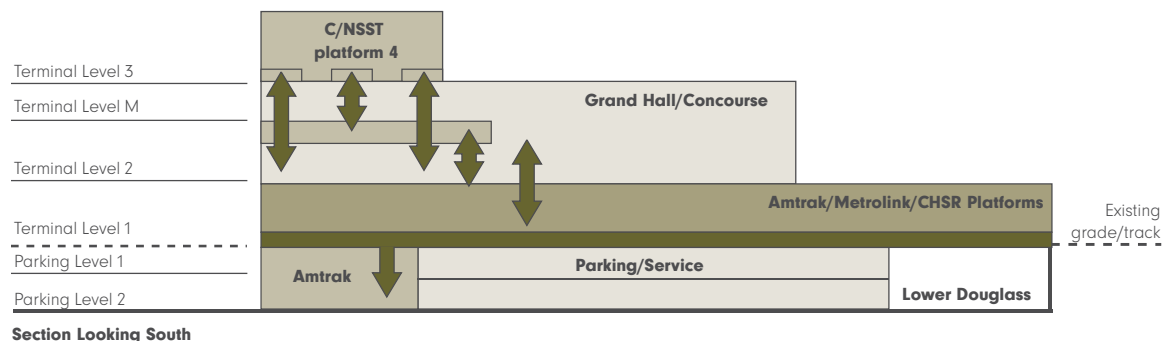 C/NSST
platform 4
Terminal Level 3
Terminal Level M
Grand Hall/Concourse
Terminal Level 2
Amtrak/Metrolink/CHSR Platforms
Terminal Level 1
Existing
grade/track
Parking Level 1
Amtrak
Parking/Service
Parking Level 2
Lower Douglass
Section Looking South